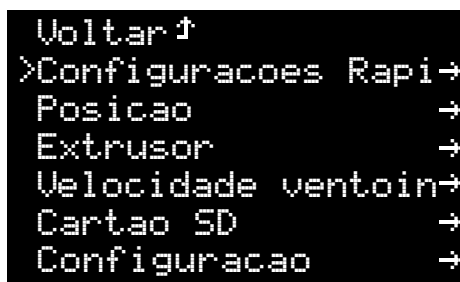 Voltar⮥
>Configuracoes Rapi→
Posicao →
Extrusor →
Velocidade ventoin→
Cartao SD →
Configuracao →